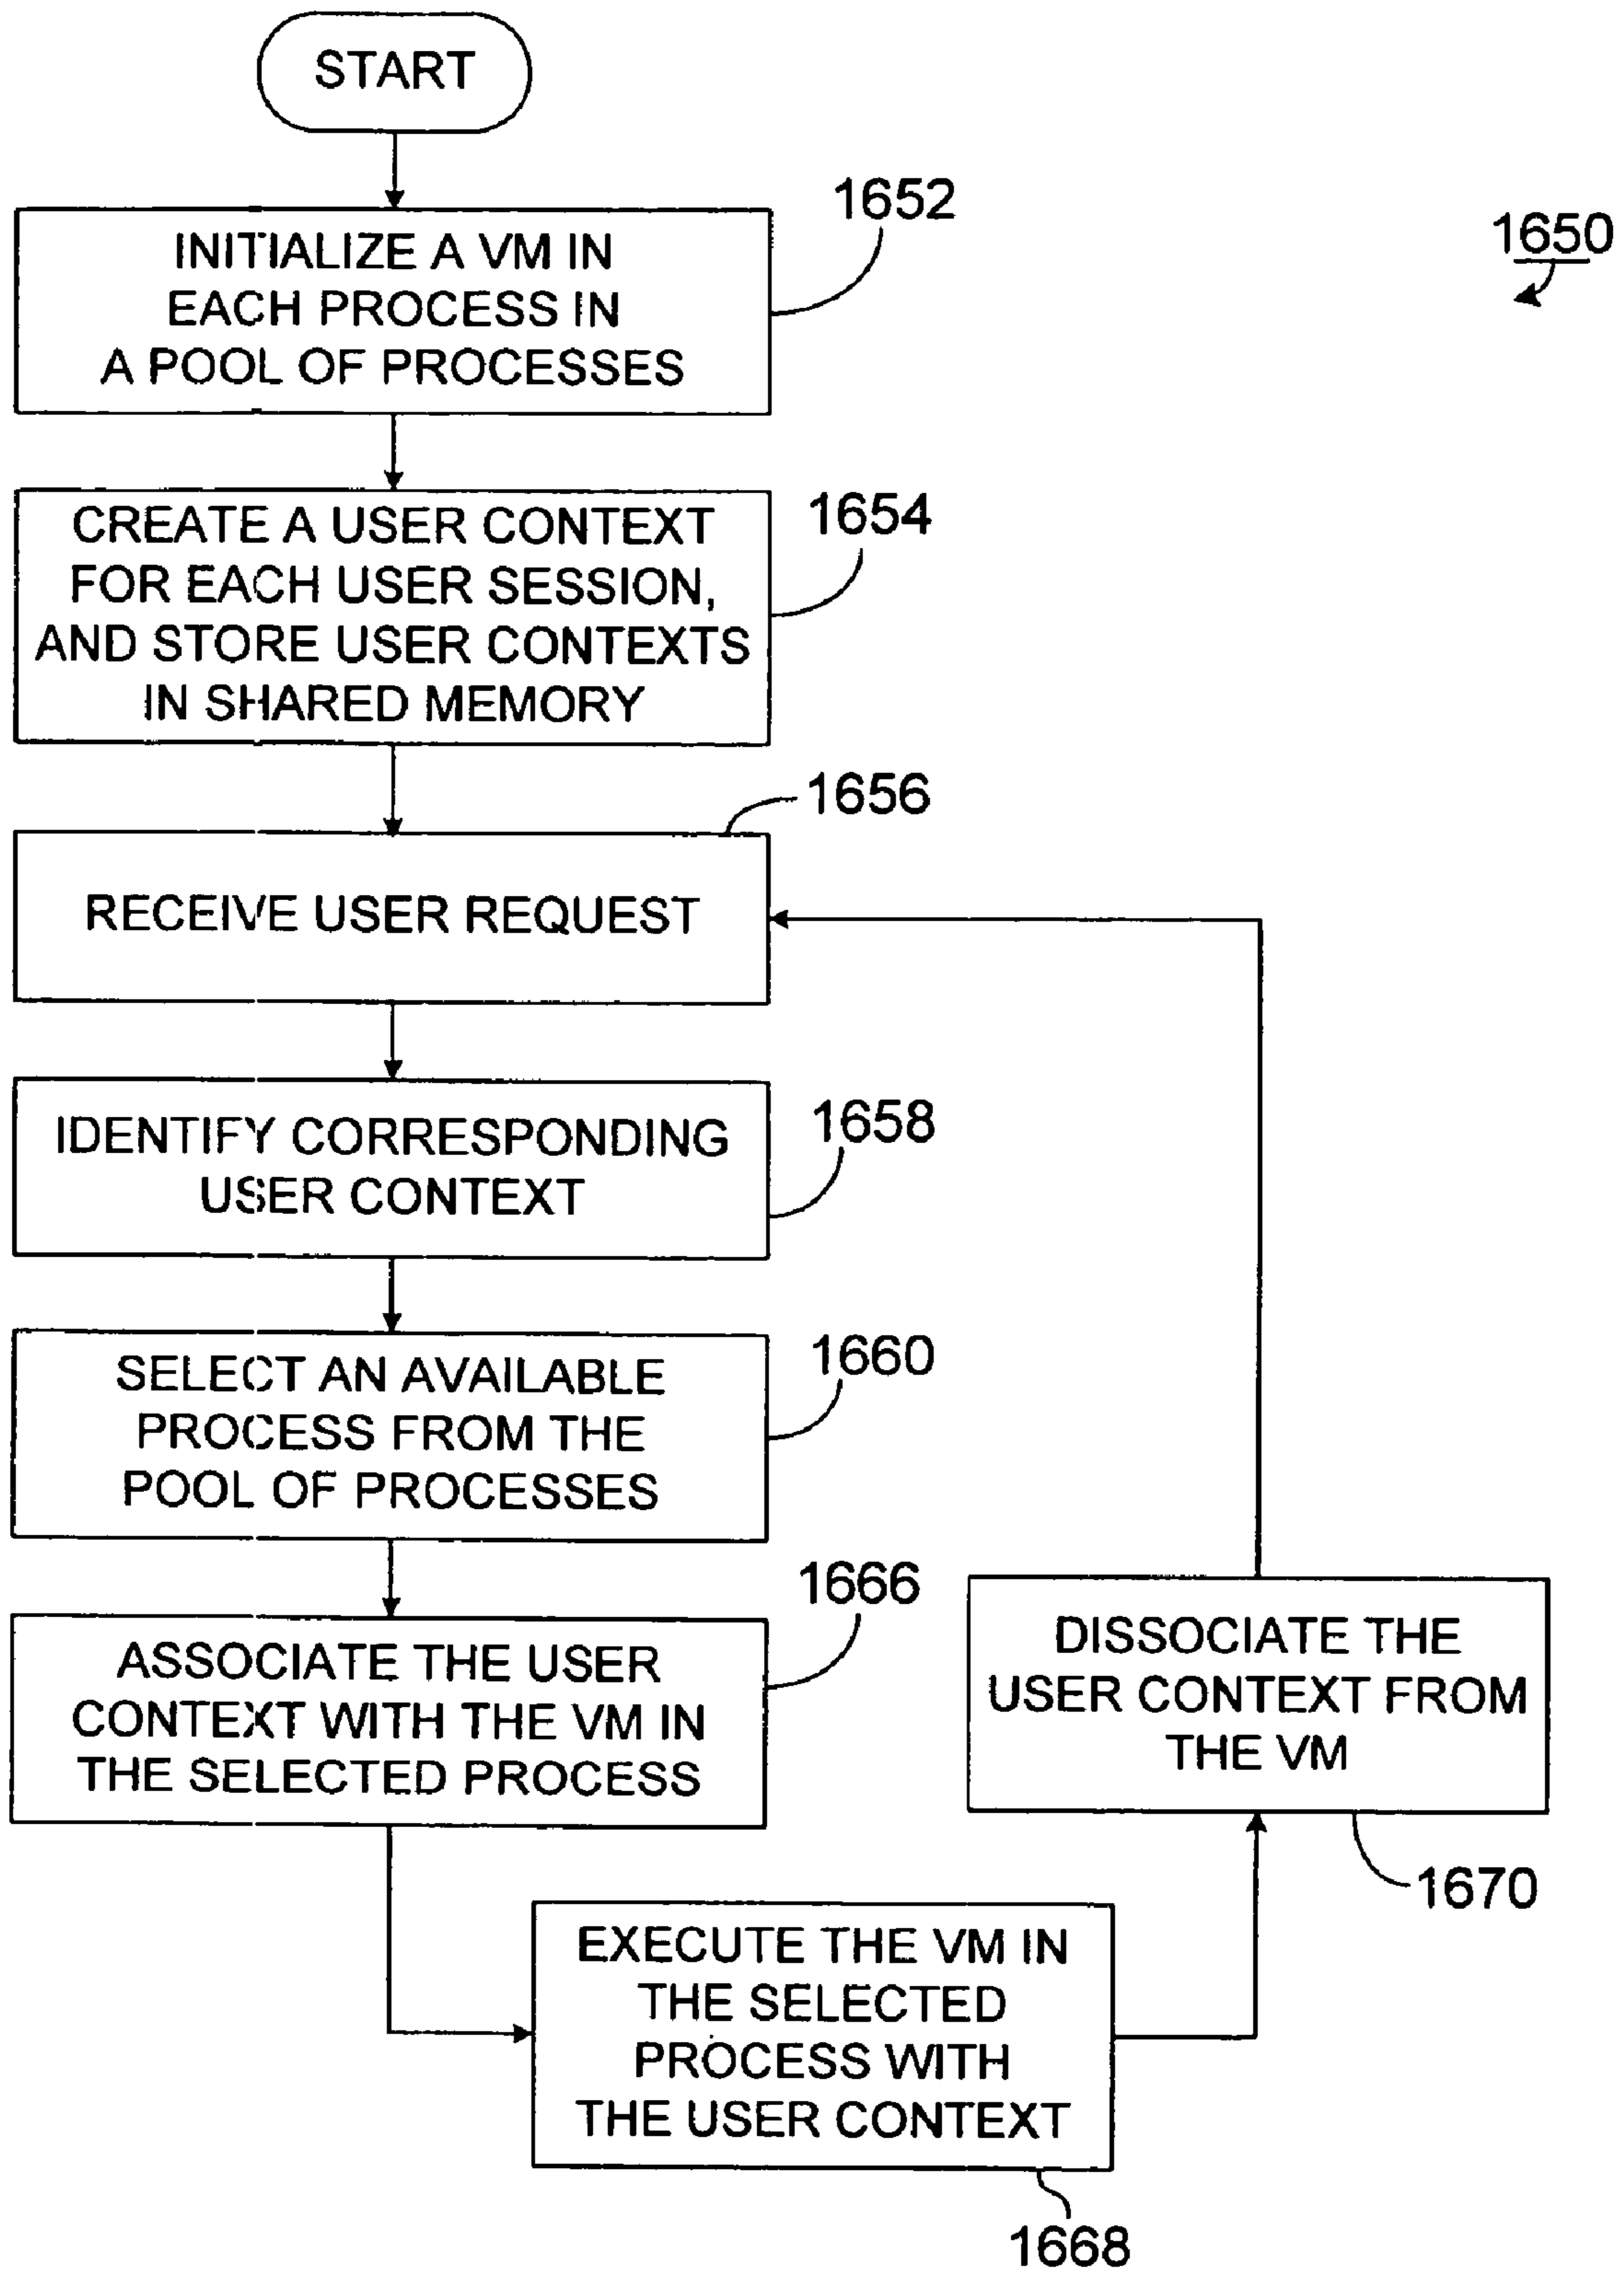 START
1652
1650
INITIALIZE A VM IN
EACH PROCESS IN
A POOL OF PROCESSES
1654
CREATE A USER CONTEXT
FOR EACH USER SESSION,
AND STORE USER CONTEXTS
IN SHARED MEMORY
1656
RECEIVE USER REQUEST
1658
IDENTIFY CORRESPONDING
USER CONTEXT
1660
SELECT AN AVAILABLE
PROCESS FROM THE
POOL OF PROCESSES
1666
ASSOCIATE THE USER
CONTEXT WITH THE VM IN
THE SELECTED PROCESS
DISSOCIATE THE
USER CONTEXT FROM
THE VM
1670
EXECUTE THE VM IN
THE SELECTED
PROCESS WITH
THE USER CONTEXT
1668